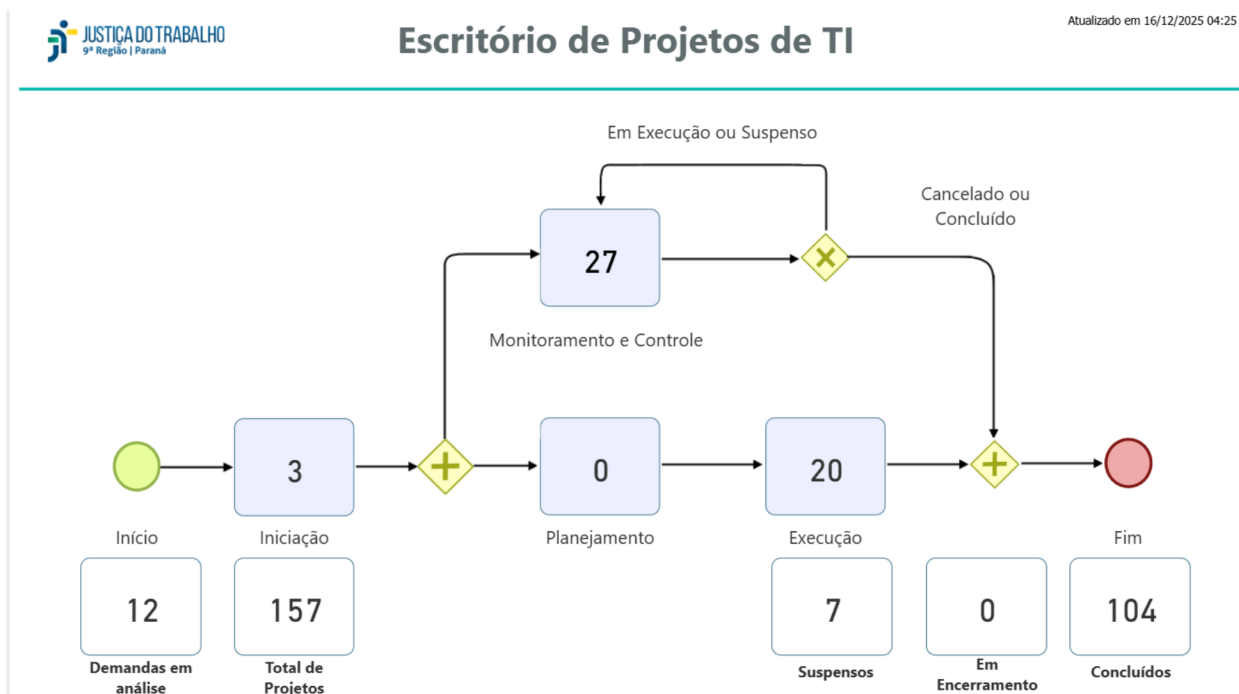 JUSTIÇA DO TRABALHO
9ª Região | Paraná
Escritório de Projetos de TI
Atualizado em 16/12/2025 04:25
Em Execução ou Suspenso
Cancelado ou
Concluído
27
Monitoramento e Controle
3
0
20
Início
Iniciação
Planejamento
Execução
Fim
12
157
7
0
104
Demandas em
análise
Total de
Projetos
Suspensos
Em
Encerramento
Concluídos